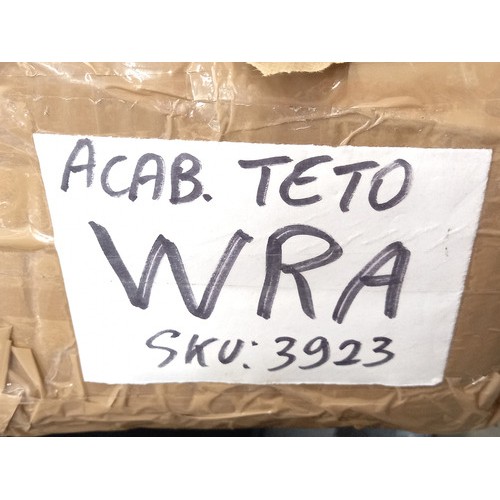 ACAB. TETO
WRA
SKU: 3923